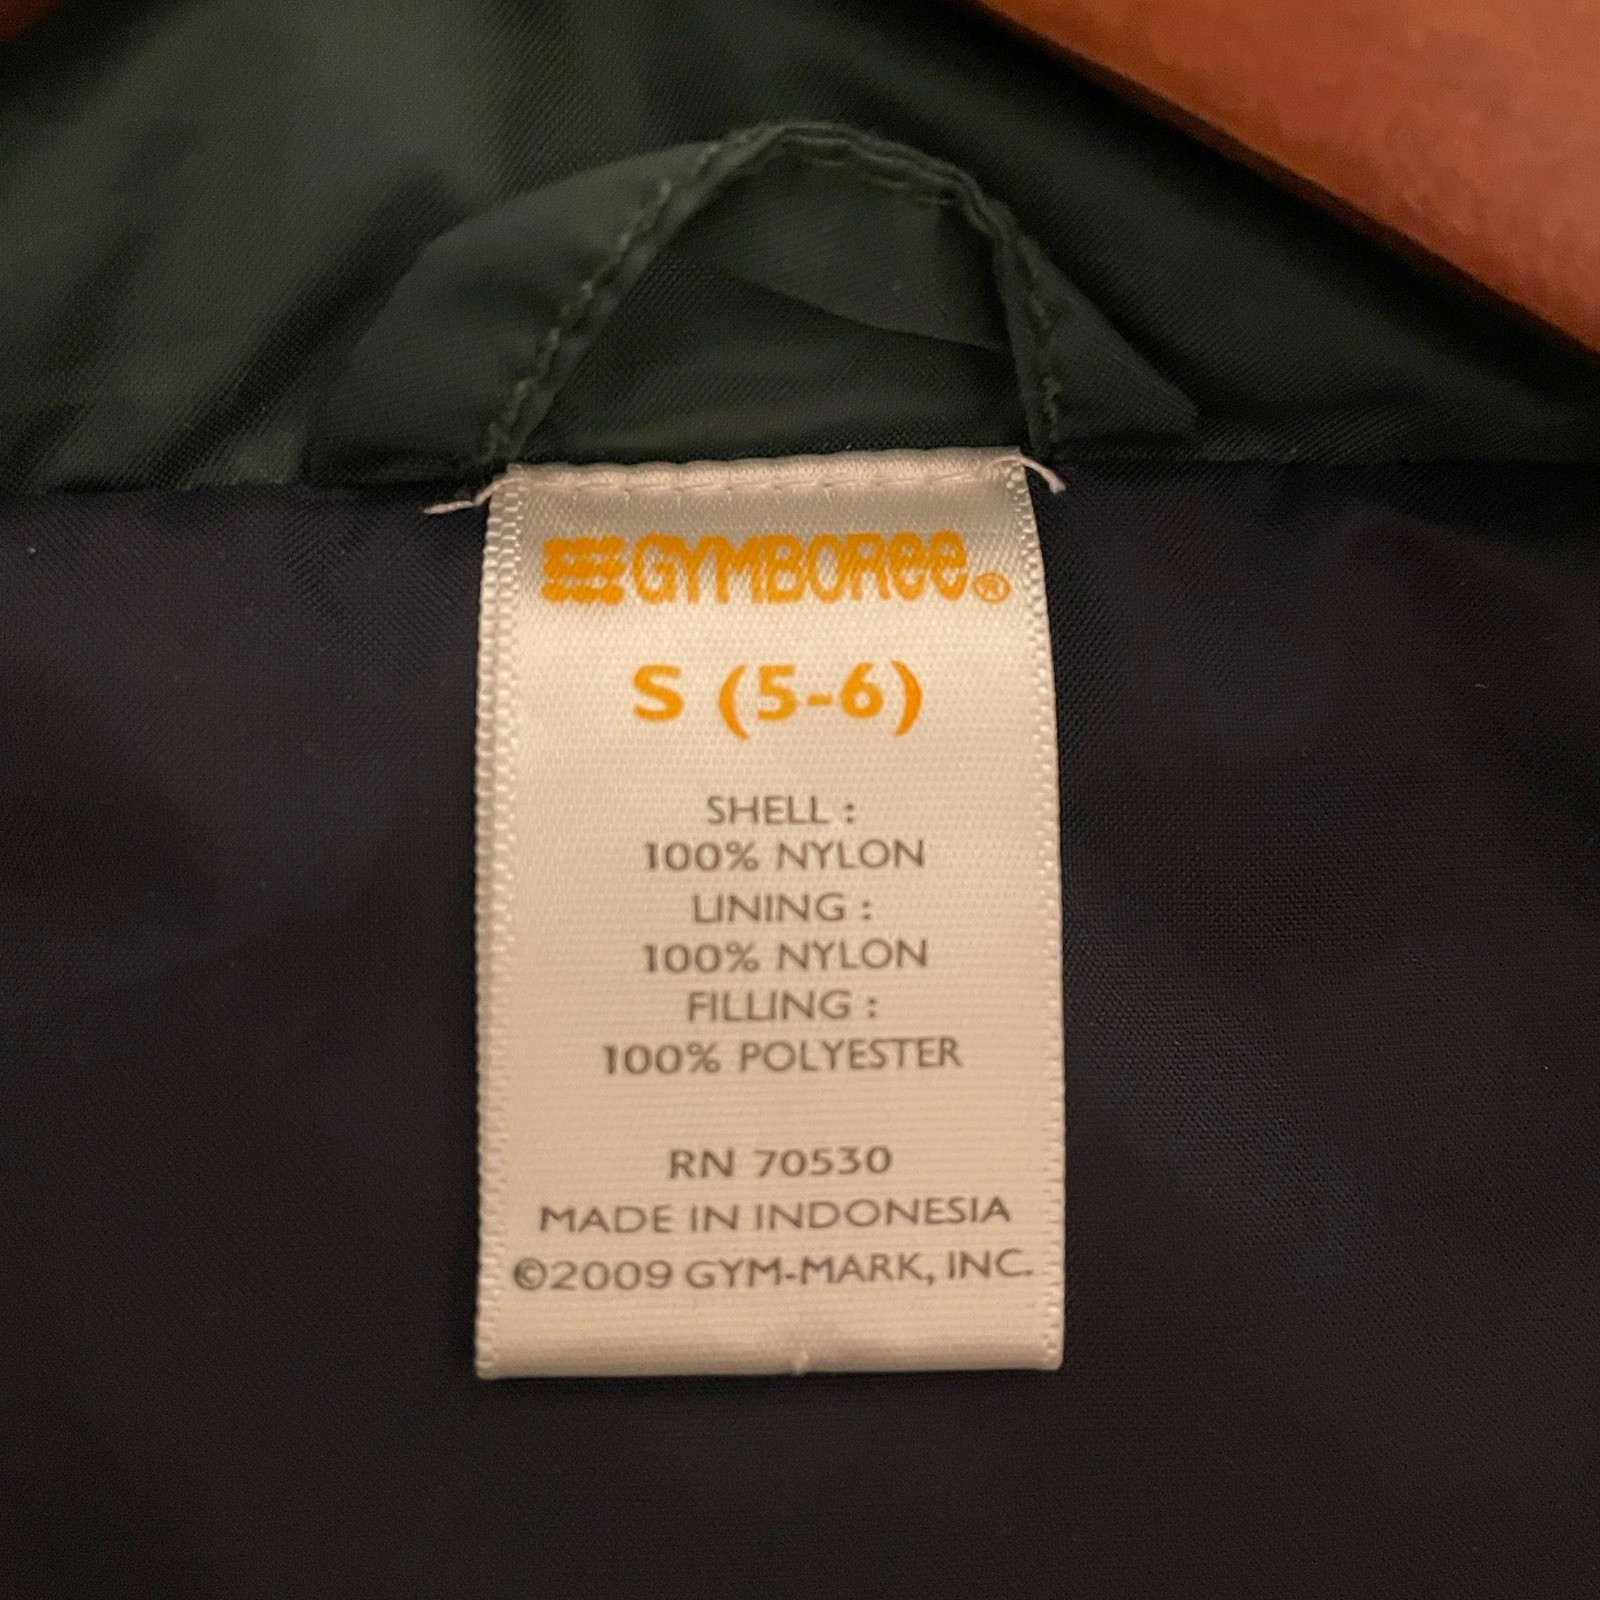 GYMBOREE®
S (5-6)
SHELL :
100% NYLON
LINING :
100% NYLON
FILLING :
100% POLYESTER
RN 70530
MADE IN INDONESIA
©2009 GYM-MARK, INC.